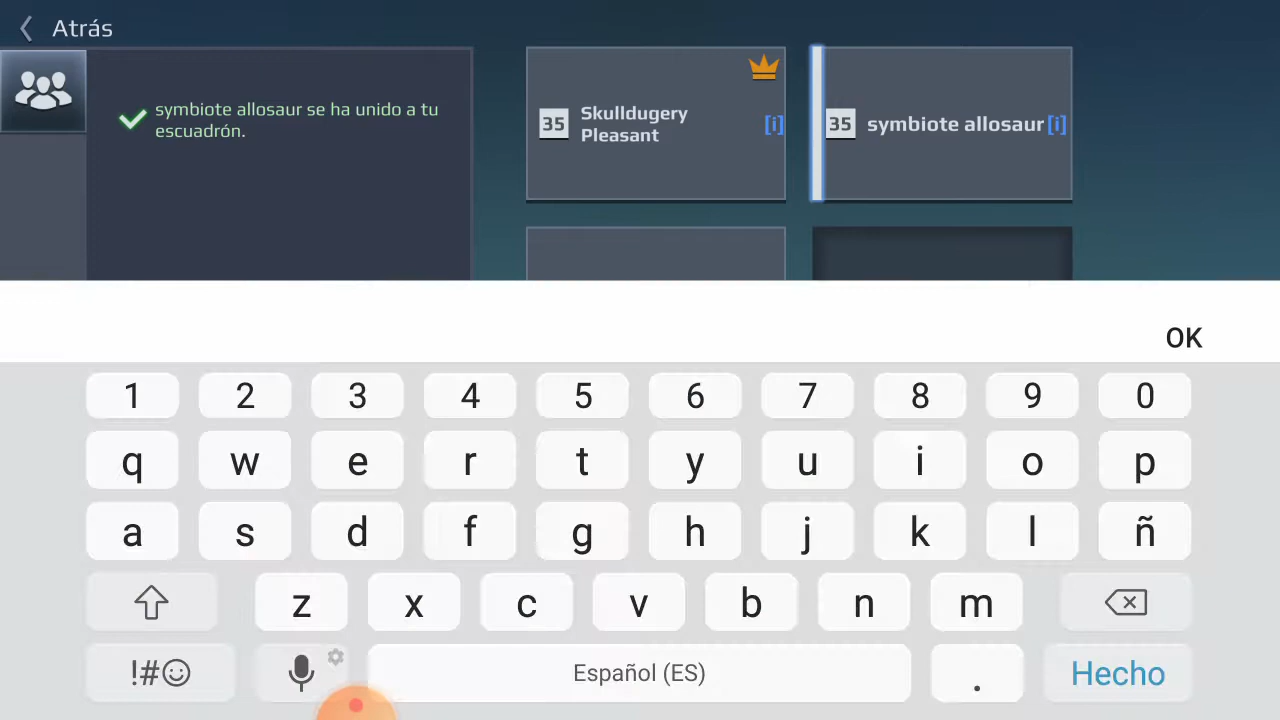 Atrás
symbiote allosaur se ha unido a tu
escuadrón.
35
Skulldugery
Pleasant
[i]
35
symbiote allosaur
[i]
OK
1 2 3 4 5 6 7 8 9 0
q w e r t y u i o p
a s d f g h j k l ñ
z x c v b n m
!#☺
Español (ES)
.
Hecho